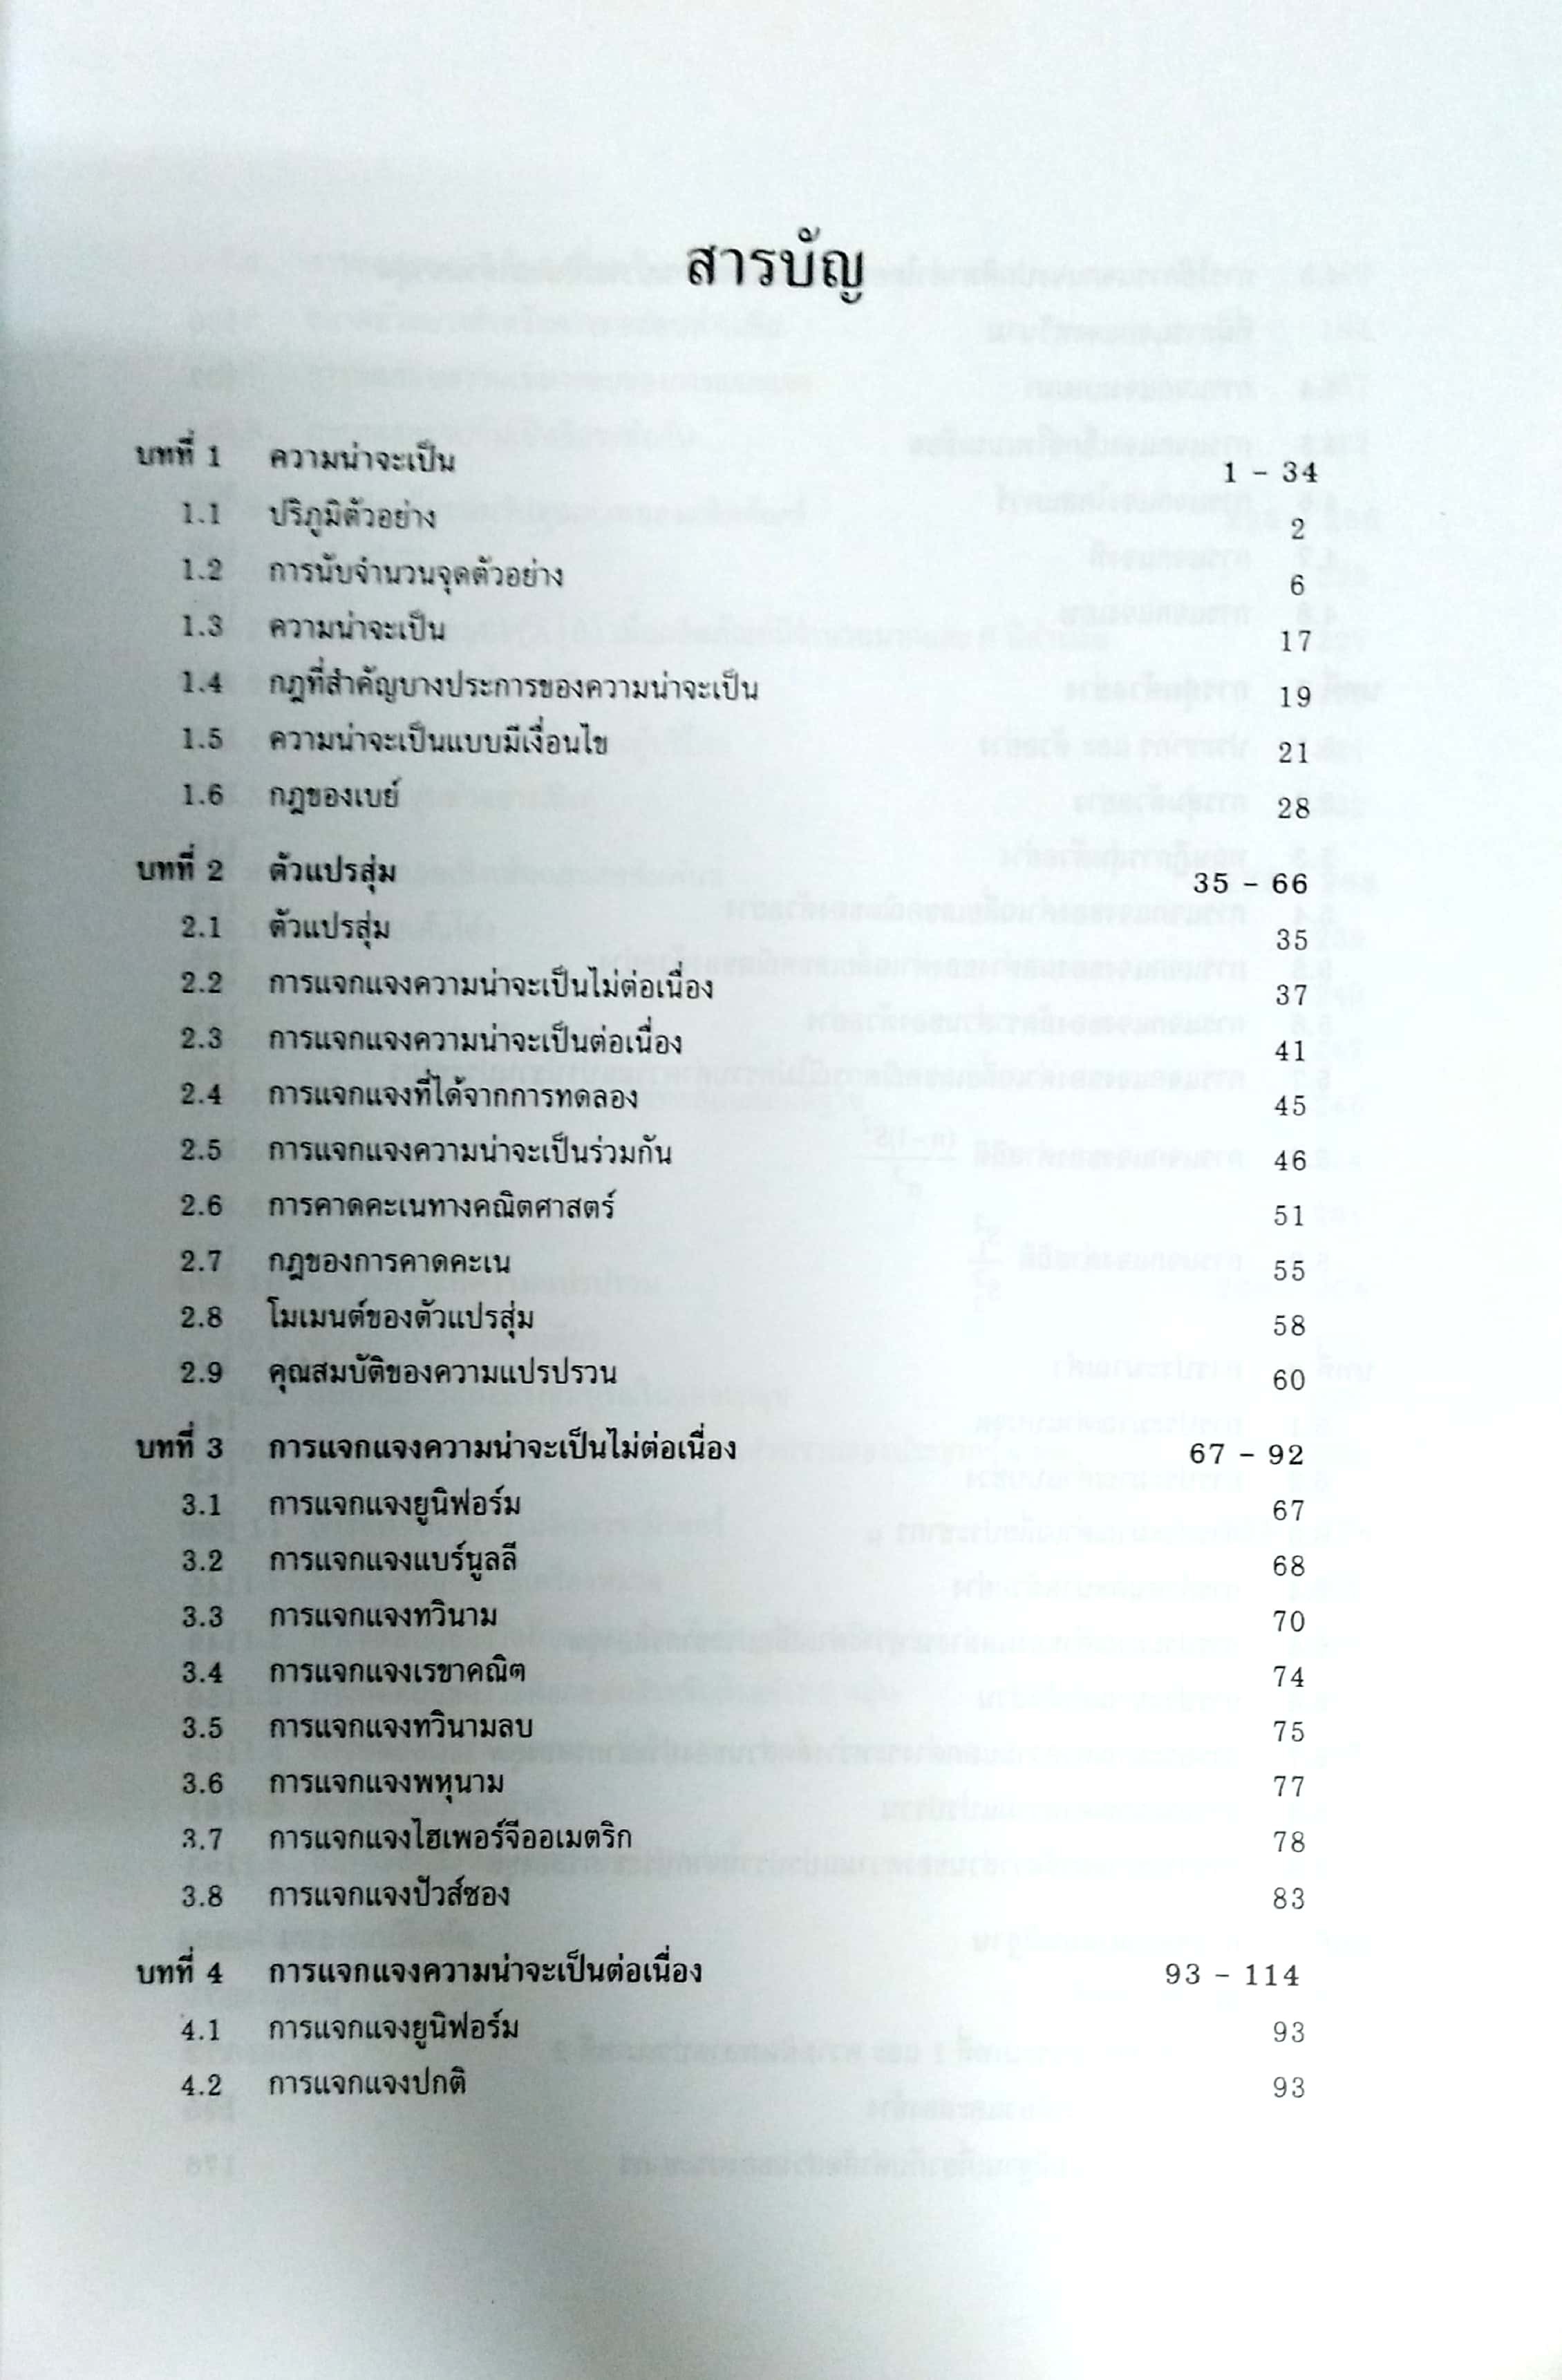 สารบัญ
บทที่ 1 ความน่าจะเป็น 1 – 34
1.1 ปริภูมิตัวอย่าง 2
1.2 การนับจำนวนจุดตัวอย่าง 6
1.3 ความน่าจะเป็น 17
1.4 กฎที่สำคัญบางประการของความน่าจะเป็น 19
1.5 ความน่าจะเป็นแบบมีเงื่อนไข 21
1.6 กฎของเบย์ 28
บทที่ 2 ตัวแปรสุ่ม 35 – 66
2.1 ตัวแปรสุ่ม 35
2.2 การแจกแจงความน่าจะเป็นไม่ต่อเนื่อง 37
2.3 การแจกแจงความน่าจะเป็นต่อเนื่อง 41
2.4 การแจกแจงที่ได้จากการทดลอง 45
2.5 การแจกแจงความน่าจะเป็นร่วมกัน 46
2.6 การคาดคะเนทางคณิตศาสตร์ 51
2.7 กฎของการคาดคะเน 55
2.8 โมเมนต์ของตัวแปรสุ่ม 58
2.9 คุณสมบัติของความแปรปรวน 60
บทที่ 3 การแจกแจงความน่าจะเป็นไม่ต่อเนื่อง 67 – 92
3.1 การแจกแจงยูนิฟอร์ม 67
3.2 การแจกแจงแบร์นูลลี 68
3.3 การแจกแจงทวินาม 70
3.4 การแจกแจงเรขาคณิต 74
3.5 การแจกแจงทวินามลบ 75
3.6 การแจกแจงพหุนาม 77
3.7 การแจกแจงไฮเพอร์จีออเมตริก 78
3.8 การแจกแจงปัวส์ซอง 83
บทที่ 4 การแจกแจงความน่าจะเป็นต่อเนื่อง 93 – 114
4.1 การแจกแจงยูนิฟอร์ม 93
4.2 การแจกแจงปกติ 93